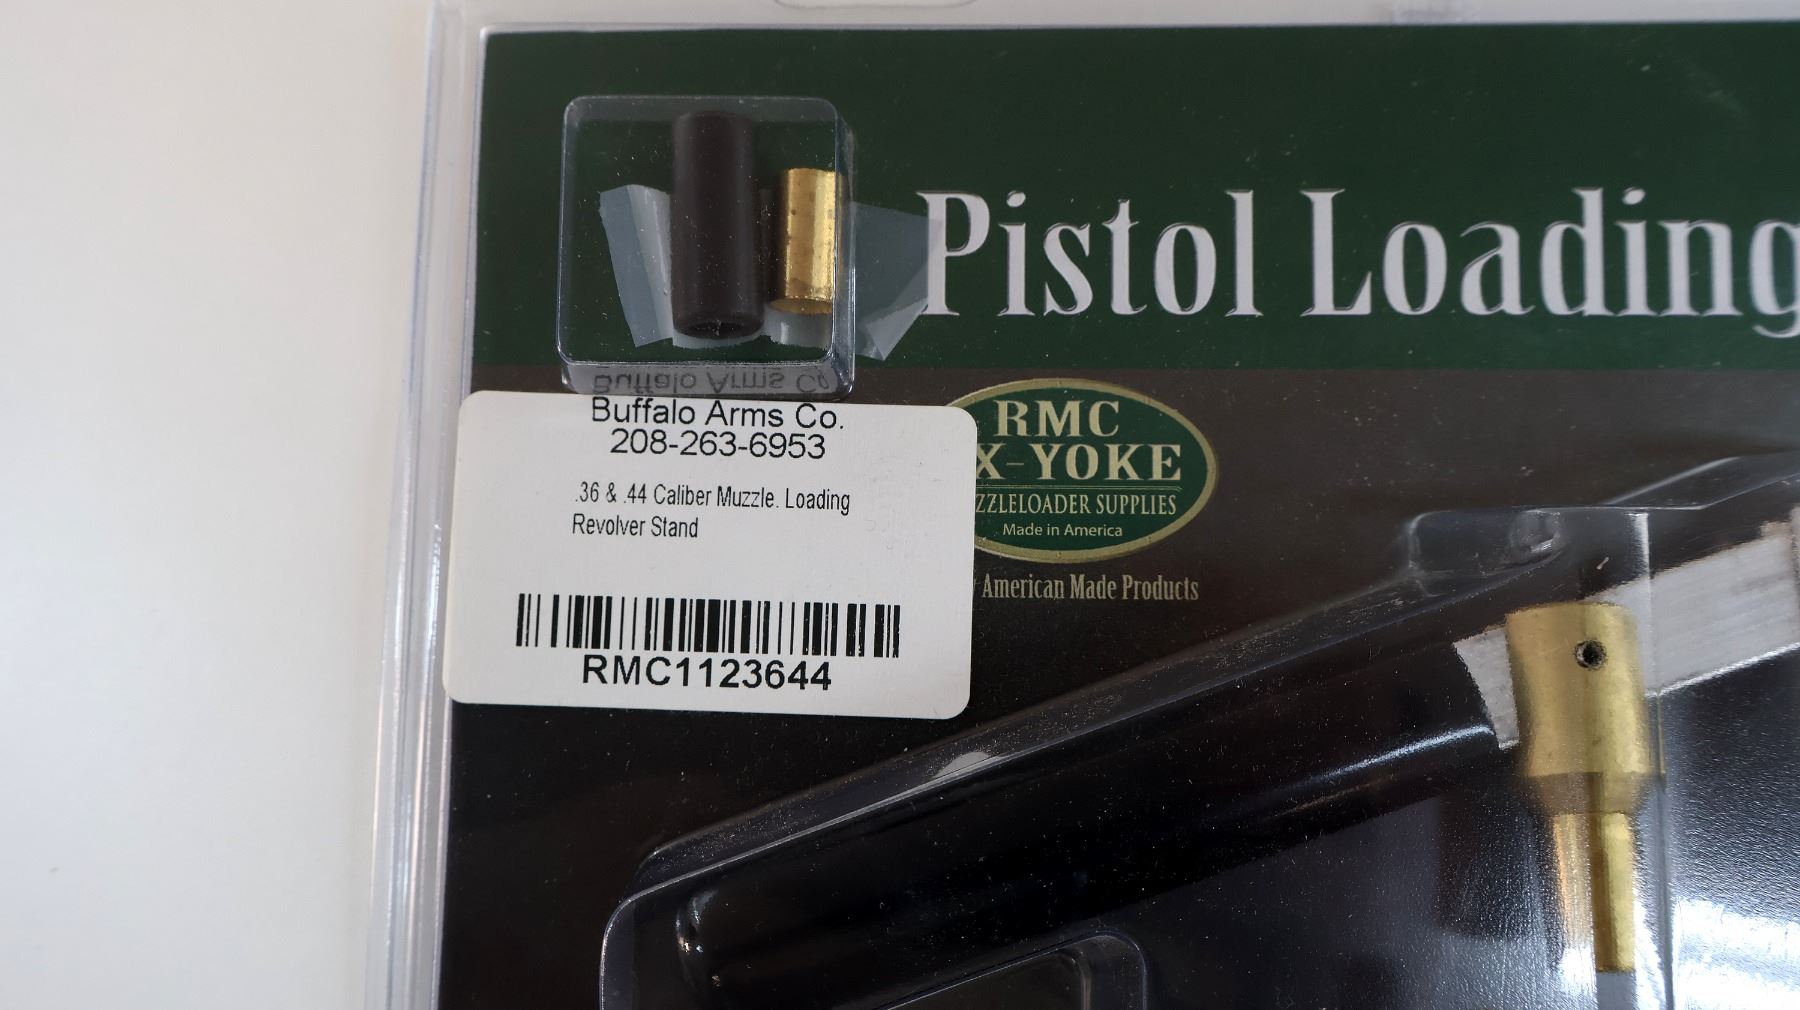 Pistol Loading
Buffalo Arms Co.
Buffalo Arms Co.
208-263-6953
.36 & .44 Caliber Muzzle. Loading
Revolver Stand
RMC1123644
RMC
X-YOKE
ZZLELOADER SUPPLIES
Made in America
American Made Products